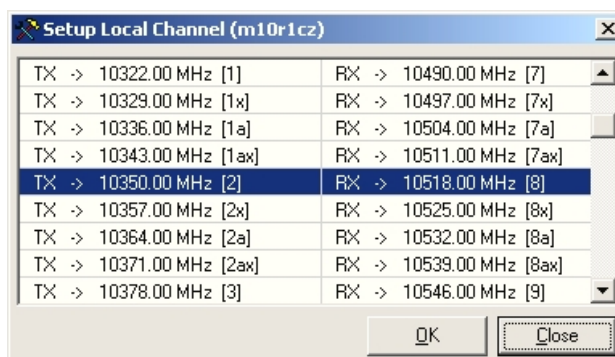 Setup Local Channel (m10r1cz)
TX -> 10322.00 MHz [1] RX -> 10490.00 MHz [7]
TX -> 10329.00 MHz [1x] RX -> 10497.00 MHz [7x]
TX -> 10336.00 MHz [1a] RX -> 10504.00 MHz [7a]
TX -> 10343.00 MHz [1ax] RX -> 10511.00 MHz [7ax]
TX -> 10350.00 MHz [2] RX -> 10518.00 MHz [8]
TX -> 10357.00 MHz [2x] RX -> 10525.00 MHz [8x]
TX -> 10364.00 MHz [2a] RX -> 10532.00 MHz [8a]
TX -> 10371.00 MHz [2ax] RX -> 10539.00 MHz [8ax]
TX -> 10378.00 MHz [3] RX -> 10546.00 MHz [9]
OK Close